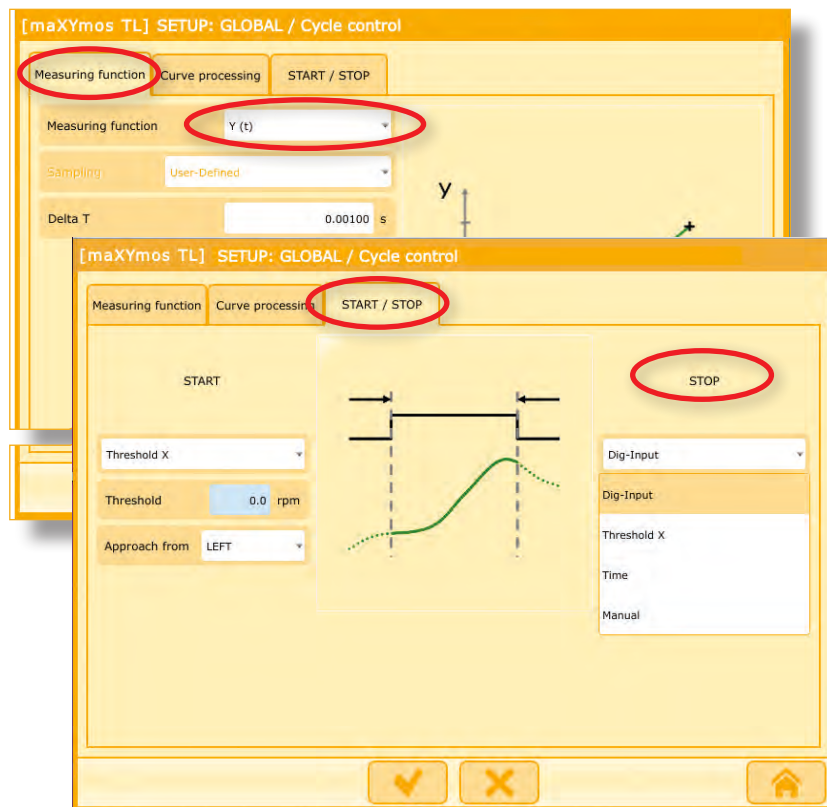 [maXYmos TL] SETUP: GLOBAL / Cycle control
Measuring function Curve processing START / STOP
Measuring function Y (t)
Sampling User-Defined
Delta T 0.00100 s
y
[maXYmos TL] SETUP: GLOBAL / Cycle control
Measuring function Curve processing START / STOP
START
STOP
Threshold X
Dig-Input
Threshold 0.0 rpm
Dig-Input
Approach from LEFT
Threshold X
Time
Manual